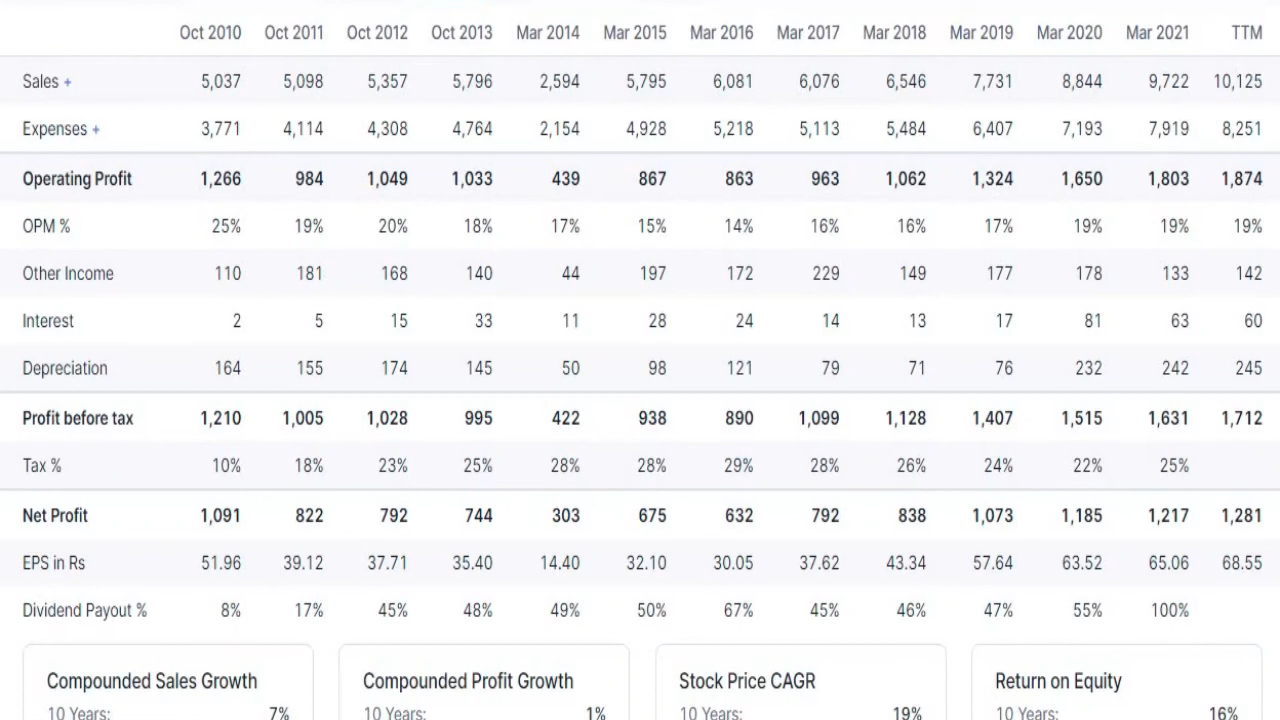 Oct 2010 Oct 2011 Oct 2012 Oct 2013 Mar 2014 Mar 2015 Mar 2016 Mar 2017 Mar 2018 Mar 2019 Mar 2020 Mar 2021 TTM
Sales + 5,037 5,098 5,357 5,796 2,594 5,795 6,081 6,076 6,546 7,731 8,844 9,722 10,125
Expenses + 3,771 4,114 4,308 4,764 2,154 4,928 5,218 5,113 5,484 6,407 7,193 7,919 8,251
Operating Profit 1,266 984 1,049 1,033 439 867 863 963 1,062 1,324 1,650 1,803 1,874
OPM % 25% 19% 20% 18% 17% 15% 14% 16% 16% 17% 19% 19% 19%
Other Income 110 181 168 140 44 197 172 229 149 177 178 133 142
Interest 2 5 15 33 11 28 24 14 13 17 81 63 60
Depreciation 164 155 174 145 50 98 121 79 71 76 232 242 245
Profit before tax 1,210 1,005 1,028 995 422 938 890 1,099 1,128 1,407 1,515 1,631 1,712
Tax % 10% 18% 23% 25% 28% 28% 29% 28% 26% 24% 22% 25%
Net Profit 1,091 822 792 744 303 675 632 792 838 1,073 1,185 1,217 1,281
EPS in Rs 51.96 39.12 37.71 35.40 14.40 32.10 30.05 37.62 43.34 57.64 63.52 65.06 68.55
Dividend Payout % 8% 17% 45% 48% 49% 50% 67% 45% 46% 47% 55% 100%
Compounded Sales Growth Compounded Profit Growth Stock Price CAGR Return on Equity
10 Years: 7% 10 Years: 1% 10 Years: 19% 10 Years: 16%